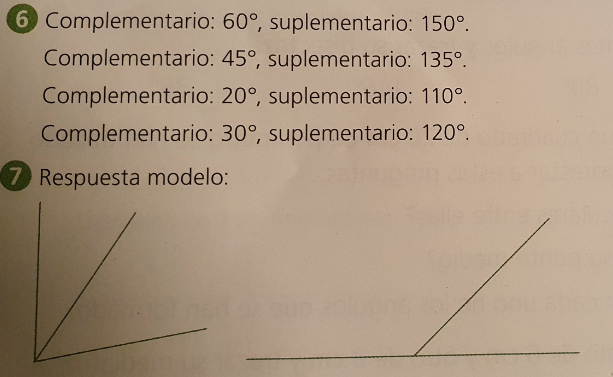 6 Complementario: 60°, suplementario: 150°.
Complementario: 45°, suplementario: 135°.
Complementario: 20°, suplementario: 110°.
Complementario: 30°, suplementario: 120°.
7 Respuesta modelo: